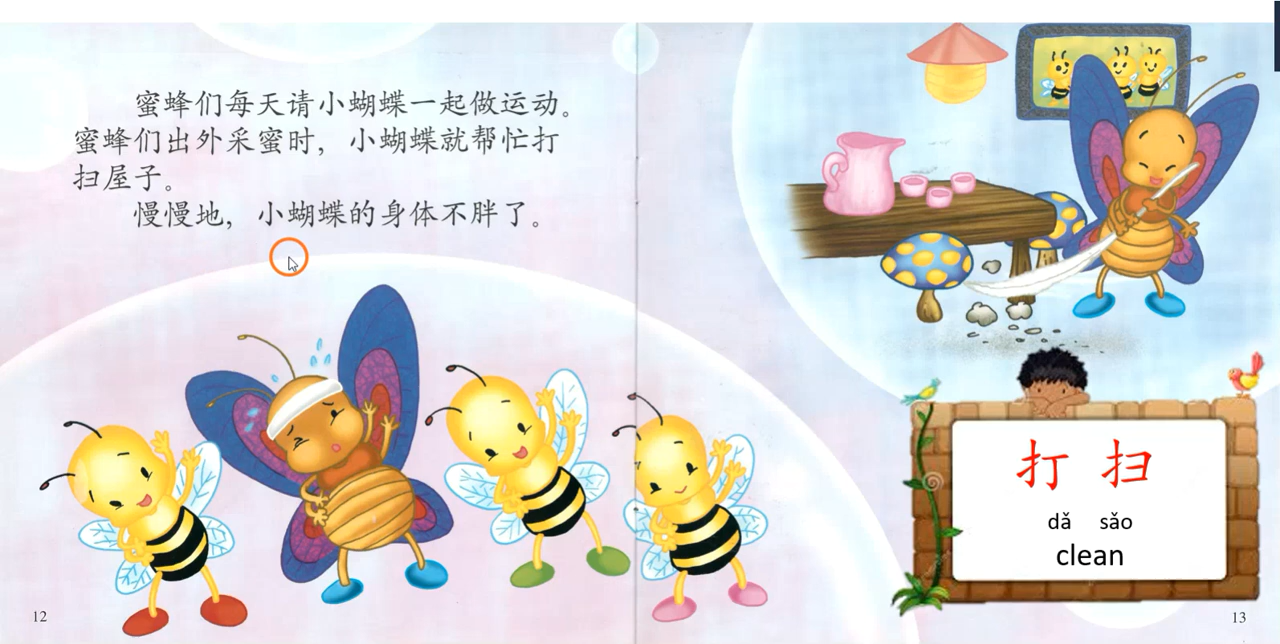 蜜蜂们每天请小蝴蝶一起做运动。
蜜蜂们出外采蜜时，小蝴蝶就帮忙打
扫屋子。
慢慢地，小蝴蝶的身体不胖了。
12
打 扫
dǎ sǎo
clean
13